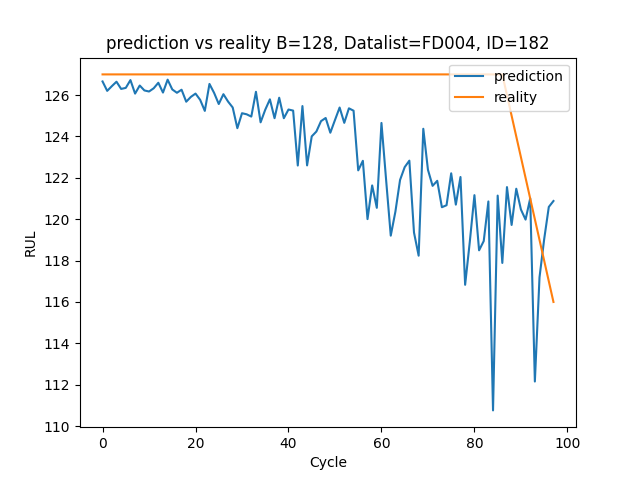 prediction vs reality B=128, Datalist=FD004, ID=182
prediction
reality
126
124
122
120
118
116
114
112
110
RUL
0 20 40 60 80 100
Cycle